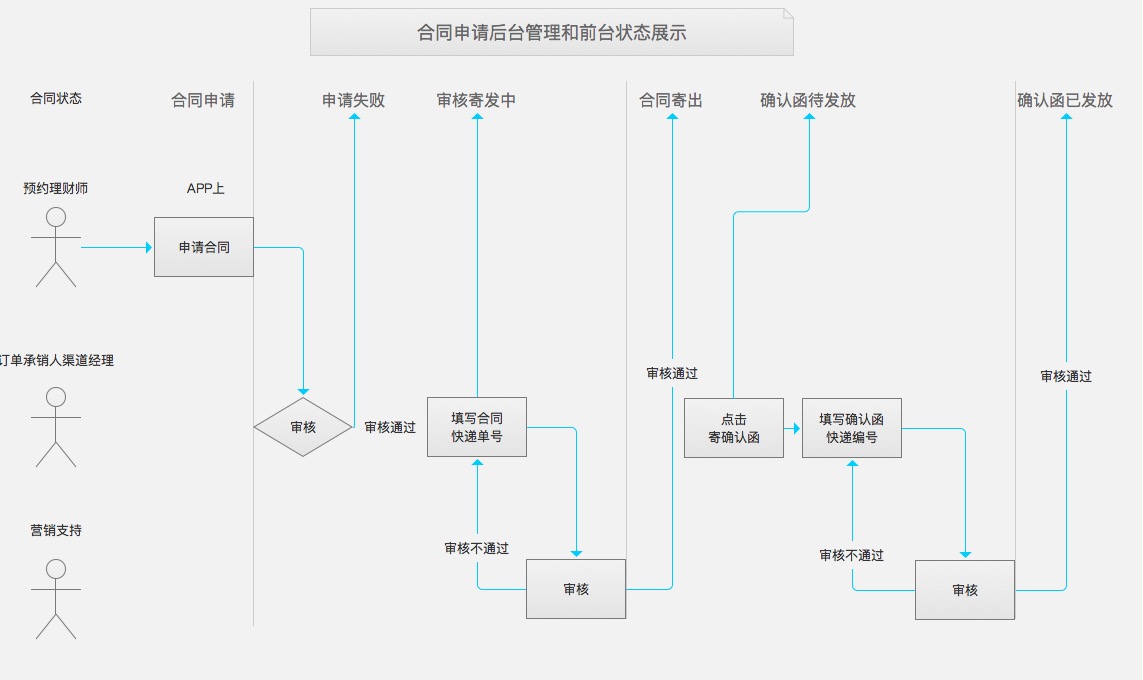 合同申请后台管理和前台状态展示
合同状态
合同申请
申请失败
审核寄发中
合同寄出
确认函待发放
确认函已发放
预约理财师
APP上
申请合同
订单承销人渠道经理
审核通过
审核通过
审核
审核通过
填写合同
快递单号
点击
寄确认函
填写确认函
快递编号
营销支持
审核不通过
审核不通过
审核
审核